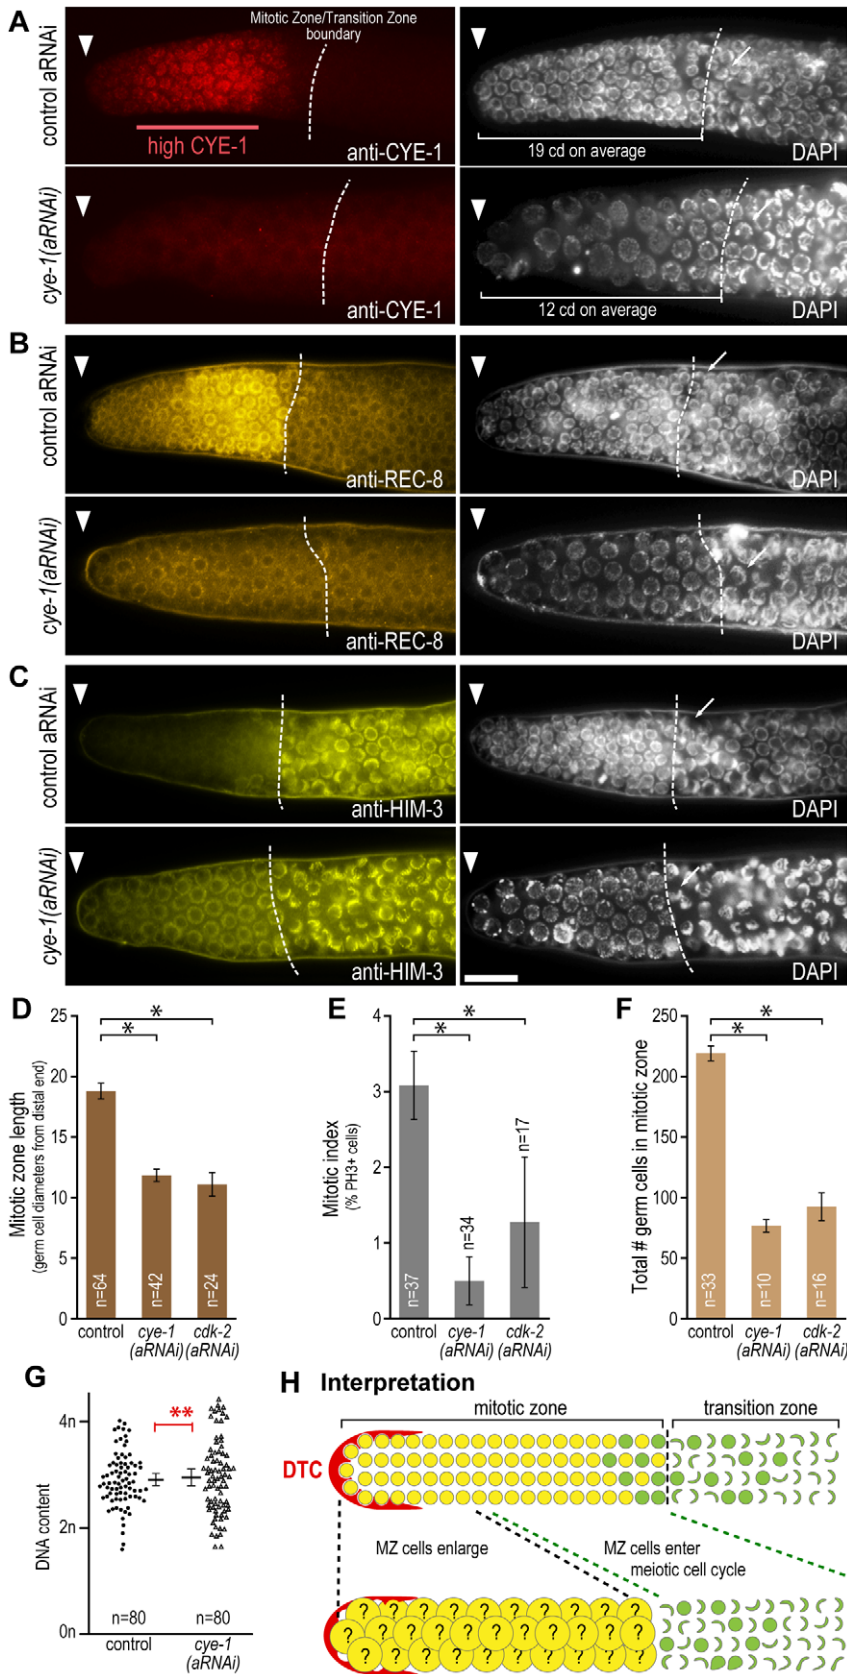 A
control aRNAi
Mitotic Zone/Transition Zone
boundary
high CYE-1
anti-CYE-1
19 cd on average
DAPI
cye-1(aRNAi)
anti-CYE-1
12 cd on average
DAPI
B
control aRNAi
anti-REC-8
DAPI
cye-1(aRNAi)
anti-REC-8
DAPI
C
control aRNAi
anti-HIM-3
DAPI
cye-1(aRNAi)
anti-HIM-3
DAPI
D
Mitotic zone length
(germ cell diameters from distal end)
25
20
15
10
5
0
*
*
n=64
n=42
n=24
control
cye-1
(aRNAi)
cdk-2
(aRNAi)
E
Mitotic index
(% PH3+ cells)
4
3
2
1
0
*
*
n=37
n=34
n=17
control
cye-1
(aRNAi)
cdk-2
(aRNAi)
F
Total # germ cells in mitotic zone
250
200
150
100
50
0
*
*
n=33
n=10
n=16
control
cye-1
(aRNAi)
cdk-2
(aRNAi)
G
DNA content
4n
2n
0n
**
n=80
n=80
control
cye-1
(aRNAi)
H Interpretation
mitotic zone
transition zone
DTC
MZ cells enlarge
MZ cells enter
meiotic cell cycle
? ? ? ? ? ? ? ?
? ? ? ? ? ? ? ? ?
? ? ? ? ? ? ? ?